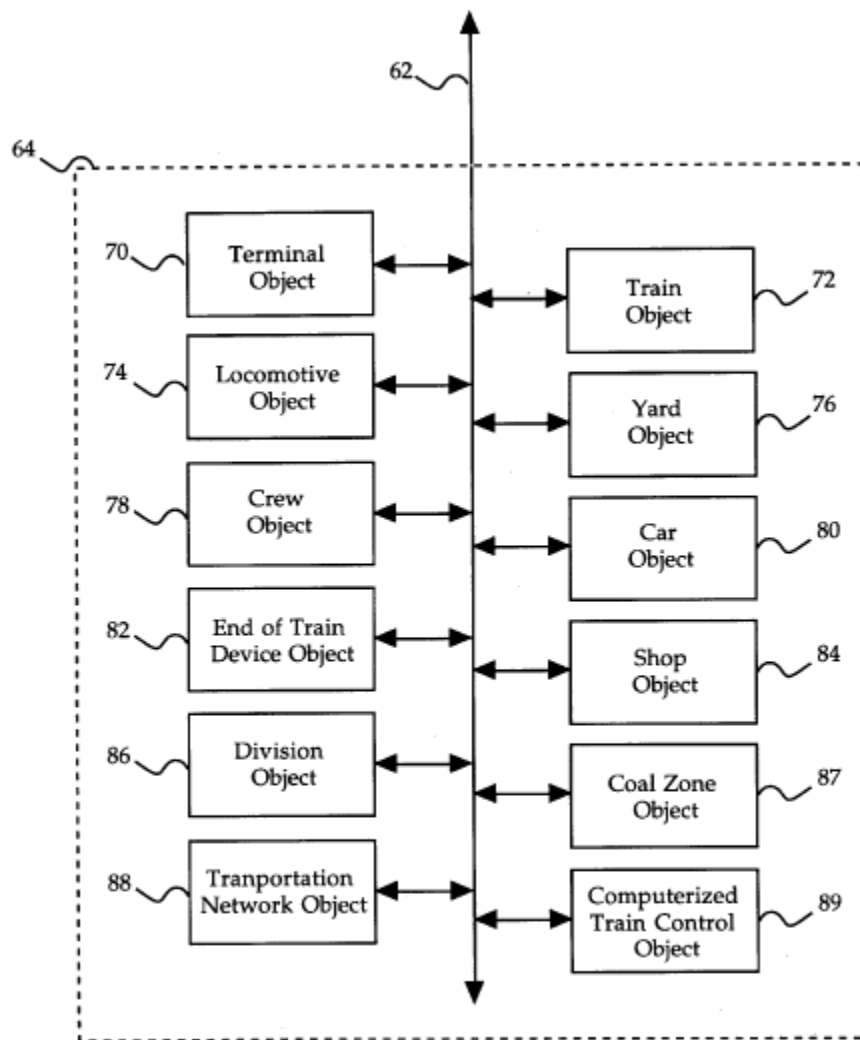 62
64
70
Terminal
Object
Train
Object
72
74
Locomotive
Object
Yard
Object
76
78
Crew
Object
Car
Object
80
82
End of Train
Device Object
Shop
Object
84
86
Division
Object
Coal Zone
Object
87
88
Tranportation
Network Object
Computerized
Train Control
Object
89